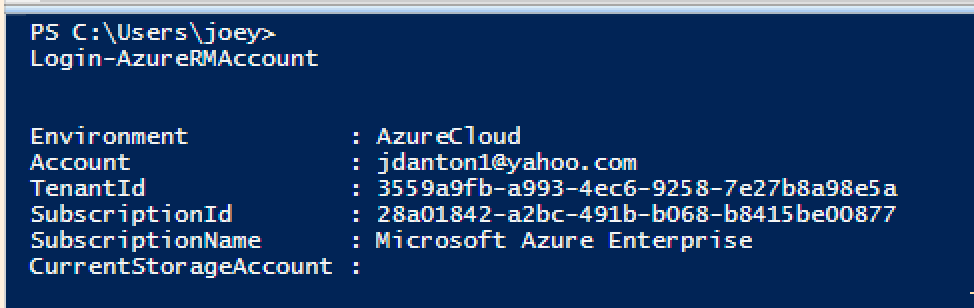 PS C:\Users\joey>
Login-AzureRMAccount
Environment : AzureCloud
Account : jdanton1@yahoo.com
TenantId : 3559a9fb-a993-4ec6-9258-7e27b8a98e5a
SubscriptionId : 28a01842-a2bc-491b-b068-b8415be00877
SubscriptionName : Microsoft Azure Enterprise
CurrentStorageAccount :